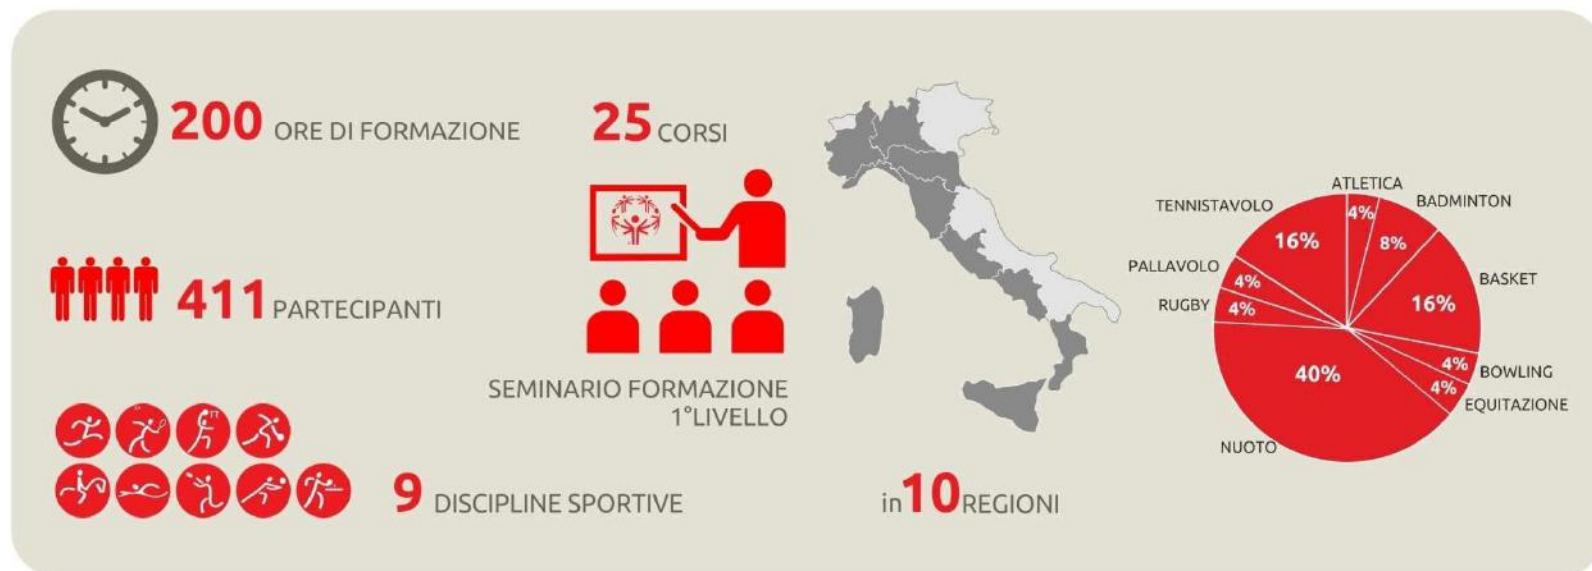 200 ORE DI FORMAZIONE
25 CORSI
411 PARTECIPANTI
SEMINARIO FORMAZIONE
1°LIVELLO
9 DISCIPLINE SPORTIVE
in 10 REGIONI
ATLETICA
4%
BADMINTON
8%
BASKET
16%
BOWLING
4%
EQUITAZIONE
4%
NUOTO
40%
RUGBY
4%
PALLAVOLO
4%
TENNISTAVOLO
16%